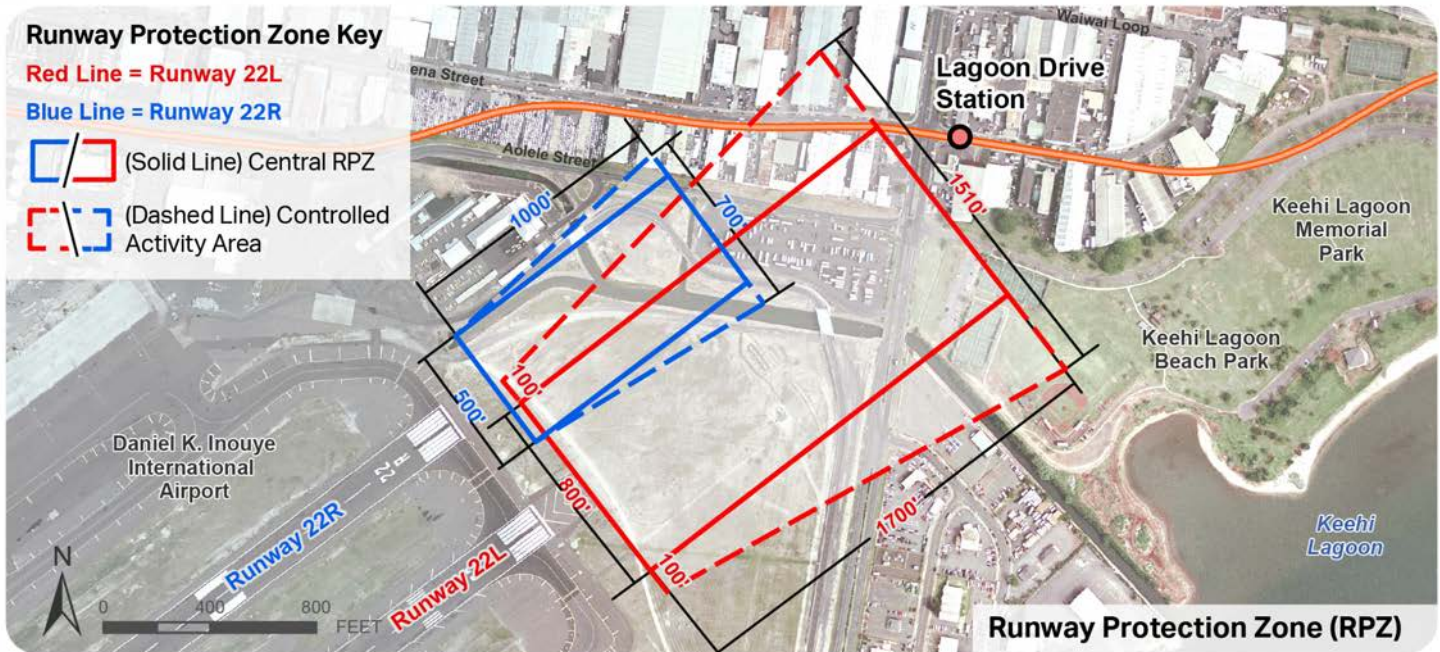 Runway Protection Zone Key
Red Line = Runway 22L
Blue Line = Runway 22R
(Solid Line) Central RPZ
(Dashed Line) Controlled
Activity Area
Street
Aolele Street
Waiwai Loop
Lagoon Drive
Station
1000'
700'
1510'
Keehi Lagoon
Memorial
Park
Keehi Lagoon
Beach Park
100'
500'
800'
100'
1700'
Daniel K. Inouye
International
Airport
22
R
Runway 22R
Runway 22L
Keehi
Lagoon
N
0 400 800
FEET
Runway Protection Zone (RPZ)